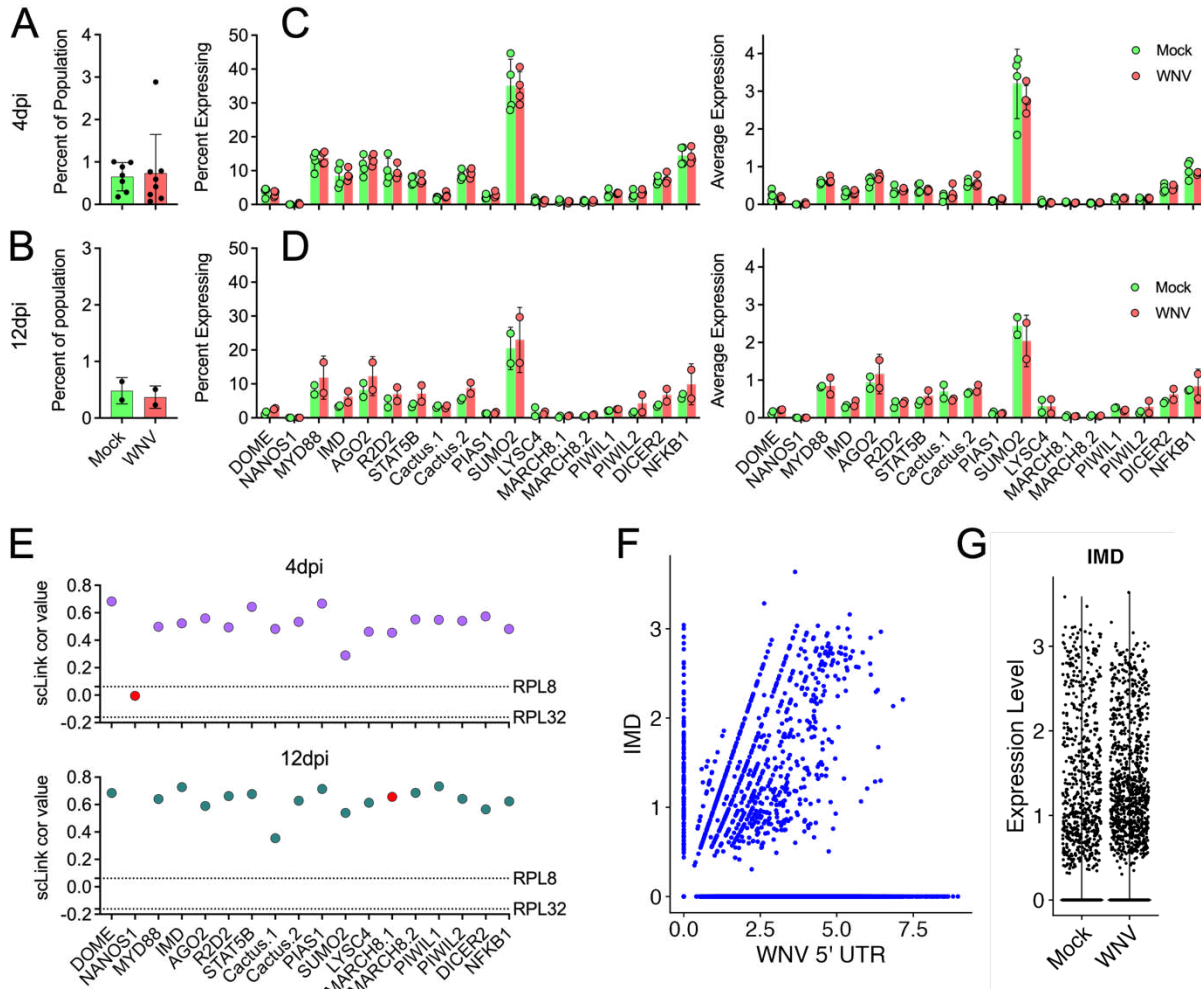 A
4dpi
Percent of Population
4
3
2
1
0
C
Percent Expressing
50
40
30
20
10
0
Average Expression
4
3
2
1
0
Mock
WNV
B
12dpi
Percent of population
3
2
1
0
Mock
WNV
D
Percent Expressing
50
40
30
20
10
0
DOME
NANOS1
MYD88
IMD
AGO2
R2D2
STAT5B
Cactus.1
Cactus.2
PIAS1
SUMO2
LYSC4
MARCH8.1
MARCH8.2
PIWIL1
PIWIL2
DICER2
NFKB1
Average Expression
4
3
2
1
0
Mock
WNV
DOME
NANOS1
MYD88
IMD
AGO2
R2D2
STAT5B
Cactus.1
Cactus.2
PIAS1
SUMO2
LYSC4
MARCH8.1
MARCH8.2
PIWIL1
PIWIL2
DICER2
NFKB1
E
4dpi
scLink cor value
0.8
0.6
0.4
0.2
0.0
-0.2
RPL8
RPL32
12dpi
scLink cor value
0.8
0.6
0.4
0.2
0.0
-0.2
RPL8
RPL32
DOME
NANOS1
MYD88
IMD
AGO2
R2D2
STAT5B
Cactus.1
Cactus.2
PIAS1
SUMO2
LYSC4
MARCH8.1
MARCH8.2
PIWIL1
PIWIL2
DICER2
NFKB1
F
IMD
3
2
1
0
0.0
2.5
5.0
7.5
WNV 5' UTR
G
IMD
Expression Level
3
2
1
0
Mock
WNV